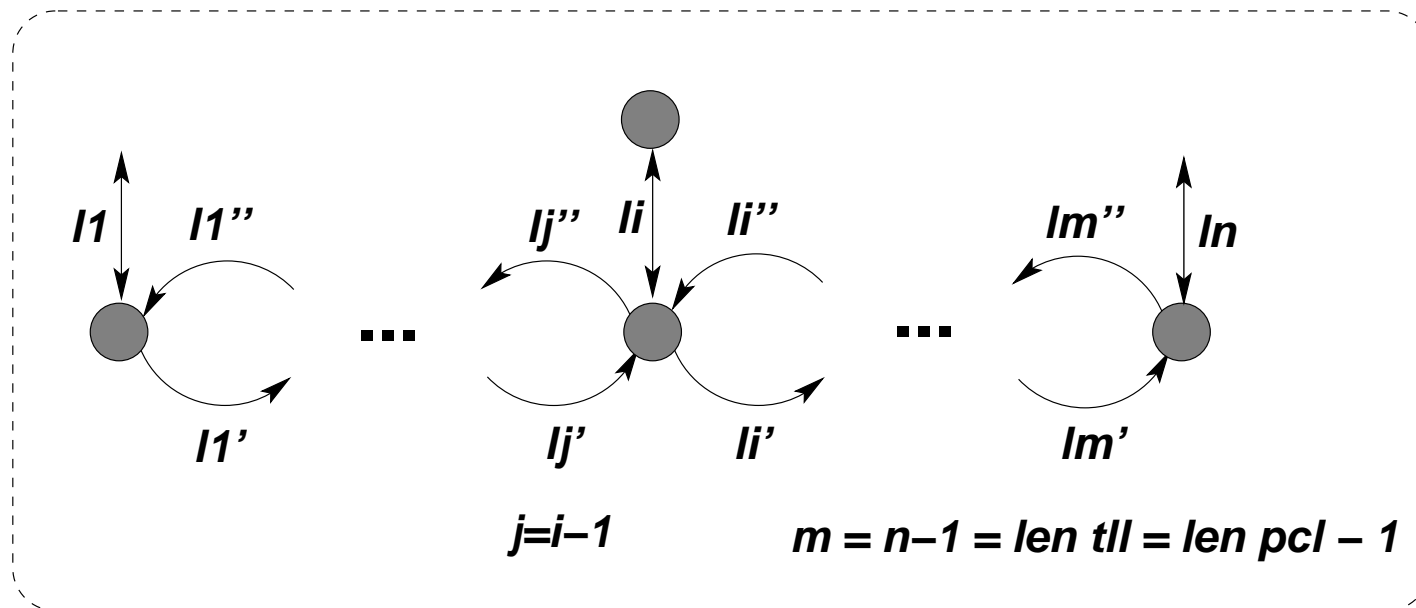 l1 l1’’ lj’’ li li’’ lm’’ ln
l1’ lj’ li’ lm’
j=i–1 m = n–1 = len tll = len pcl – 1